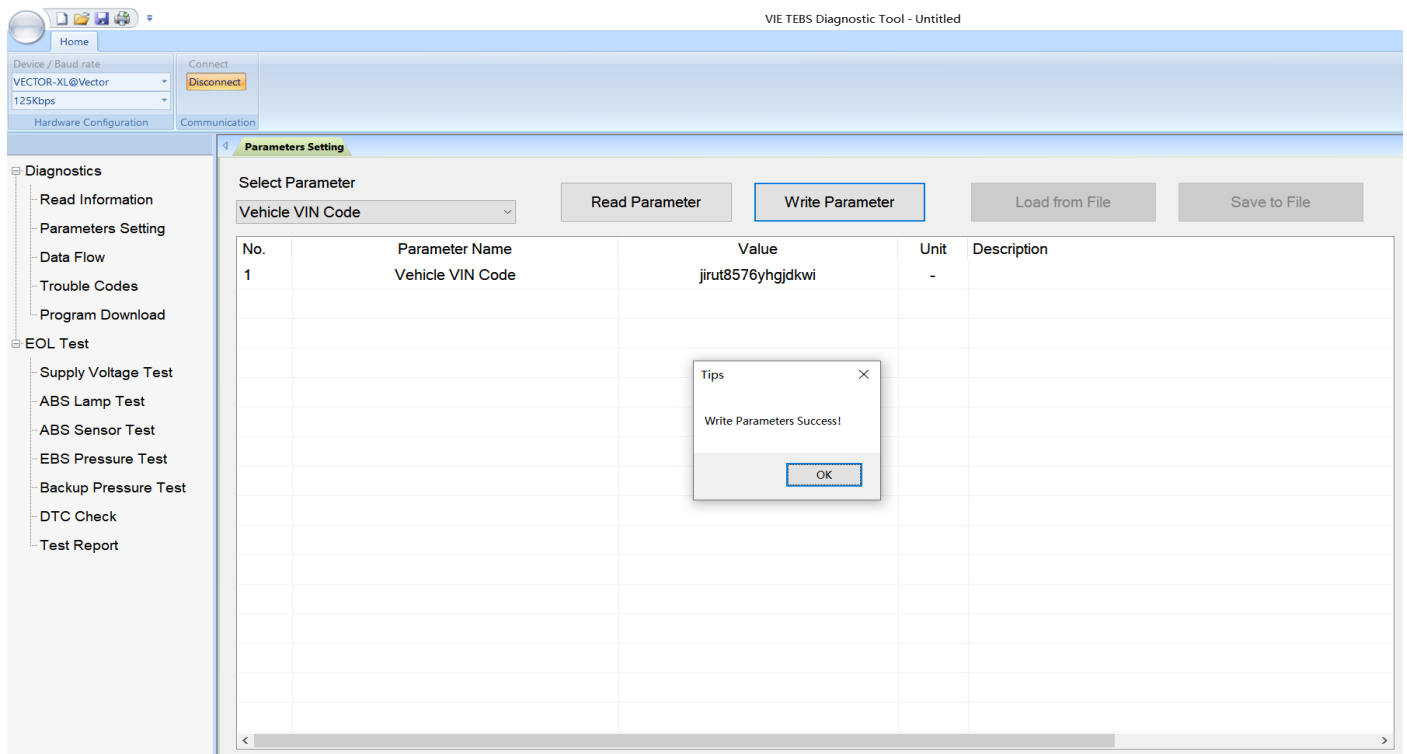 VIE TEBS Diagnostic Tool - Untitled
Home
Device / Baud rate
VECTOR-XL@Vector
125Kbps
Hardware Configuration
Connect
Disconnect
Communication
Diagnostics
Read Information
Parameters Setting
Data Flow
Trouble Codes
Program Download
EOL Test
Supply Voltage Test
ABS Lamp Test
ABS Sensor Test
EBS Pressure Test
Backup Pressure Test
DTC Check
Test Report
Parameters Setting
Select Parameter
Vehicle VIN Code
Read Parameter
Write Parameter
Load from File
Save to File
No. Parameter Name Value Unit Description
1 Vehicle VIN Code jirut8576yhgjdkwi -
Tips
Write Parameters Success!
OK